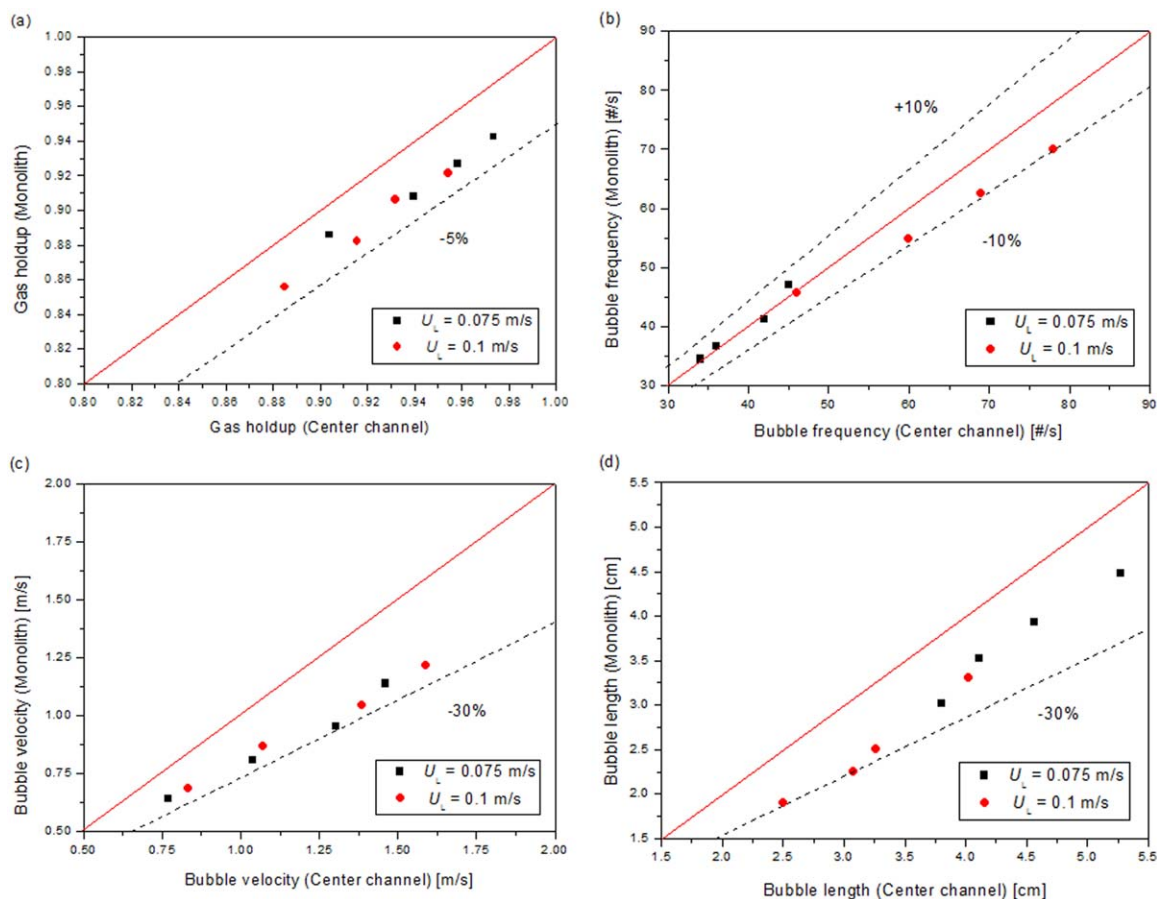 (a)
Gas holdup (Monolith)
1.00
0.98
0.96
0.94
0.92
0.90
0.88
0.86
0.84
0.82
0.80
-5%
U_L = 0.075 m/s
U_L = 0.1 m/s
0.80 0.82 0.84 0.86 0.88 0.90 0.92 0.94 0.96 0.98 1.00
Gas holdup (Center channel)
(b)
Bubble frequency (Monolith) [#/s]
90
80
70
60
50
40
30
+10%
-10%
U_L = 0.075 m/s
U_L = 0.1 m/s
30 40 50 60 70 80 90
Bubble frequency (Center channel) [#/s]
(c)
Bubble velocity (Monolith) [m/s]
2.00
1.75
1.50
1.25
1.00
0.75
0.50
-30%
U_L = 0.075 m/s
U_L = 0.1 m/s
0.50 0.75 1.00 1.25 1.50 1.75 2.00
Bubble velocity (Center channel) [m/s]
(d)
Bubble length (Monolith) [cm]
5.5
5.0
4.5
4.0
3.5
3.0
2.5
2.0
1.5
-30%
U_L = 0.075 m/s
U_L = 0.1 m/s
1.5 2.0 2.5 3.0 3.5 4.0 4.5 5.0 5.5
Bubble length (Center channel) [cm]